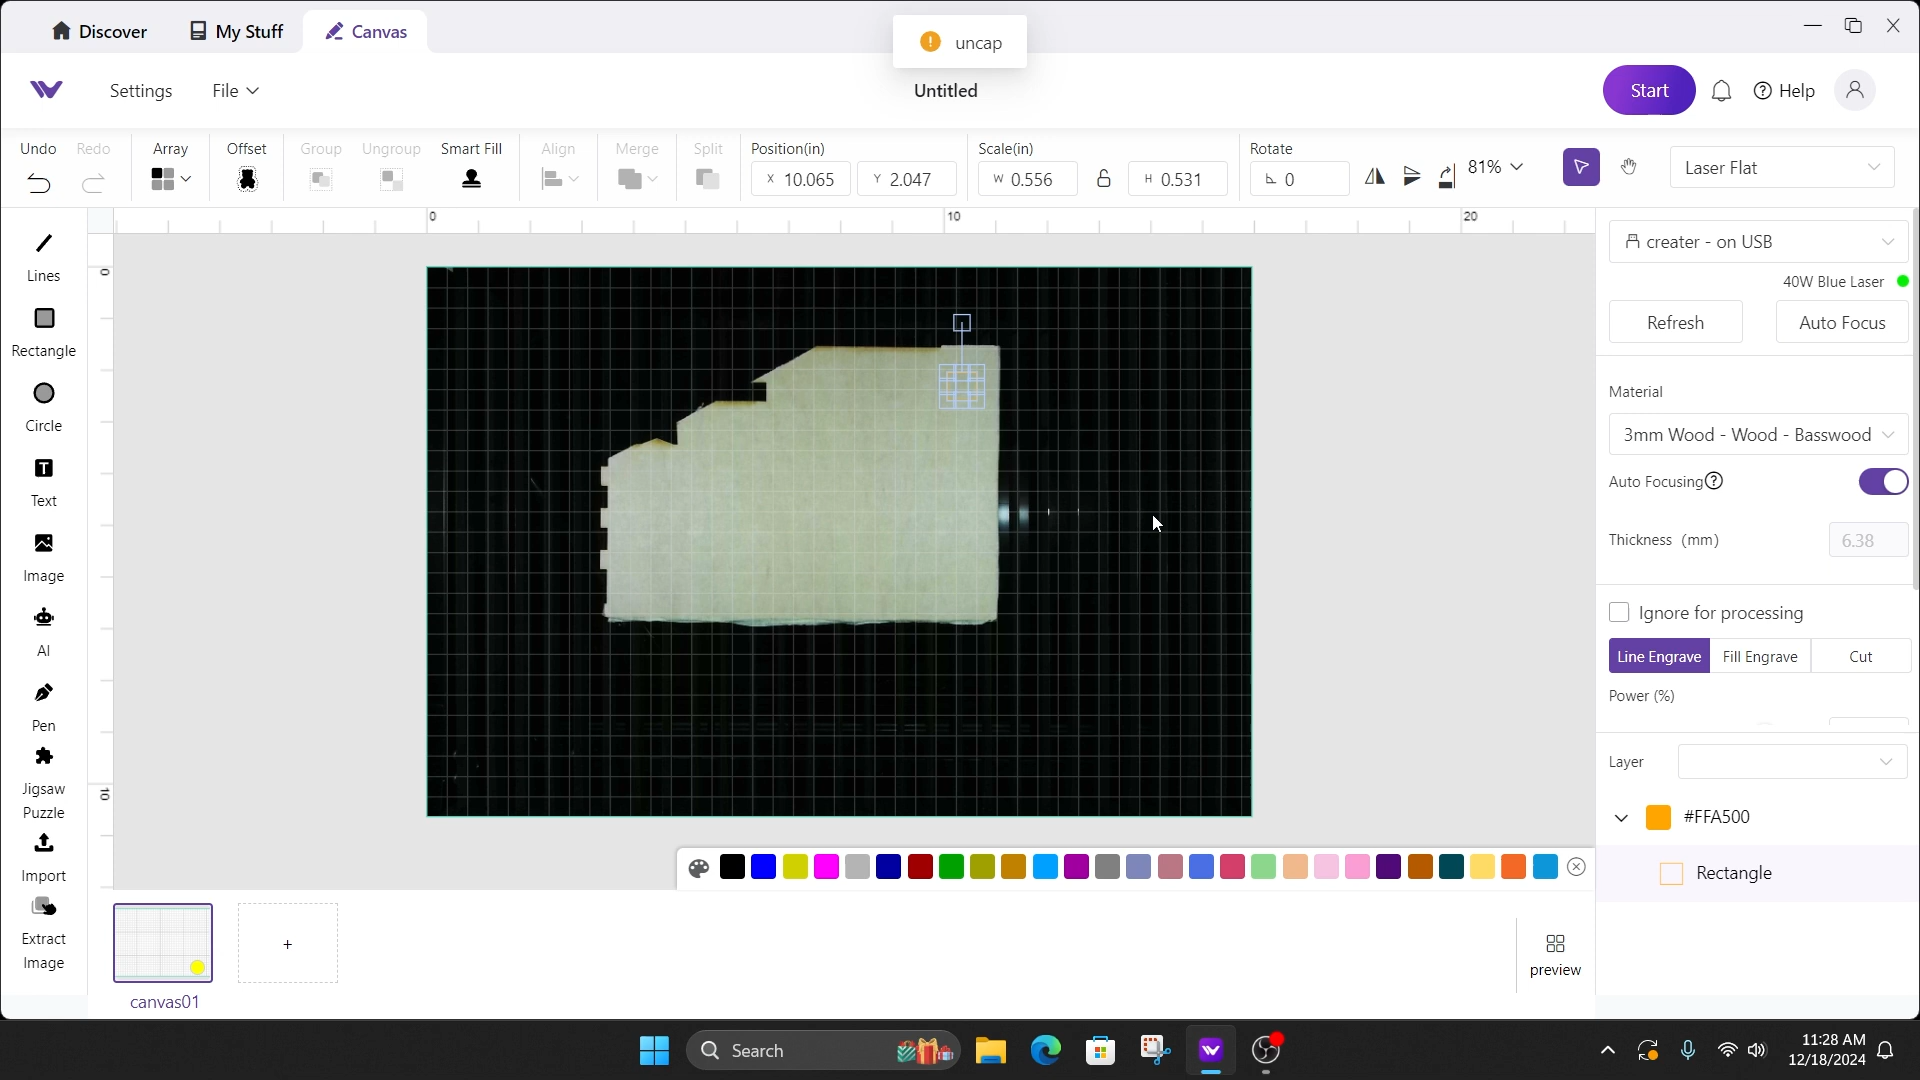 Discover
My Stuff
Canvas
uncap
Settings
File
Untitled
Start
Help
Undo
Redo
Array
Offset
Group
Ungroup
Smart Fill
Align
Merge
Split
Position(in)
X 10.065
Y 2.047
Scale(in)
W 0.556
H 0.531
Rotate
0
81%
Laser Flat
0
10
20
0
10
Lines
Rectangle
Circle
Text
Image
AI
Pen
Jigsaw
Puzzle
Import
Extract
Image
creater - on USB
40W Blue Laser
Refresh
Auto Focus
Material
3mm Wood - Wood - Basswood
Auto Focusing
Thickness (mm)
6.38
Ignore for processing
Line Engrave
Fill Engrave
Cut
Power (%)
Layer
#FFA500
Rectangle
+
canvas01
preview
Search
11:28 AM
12/18/2024